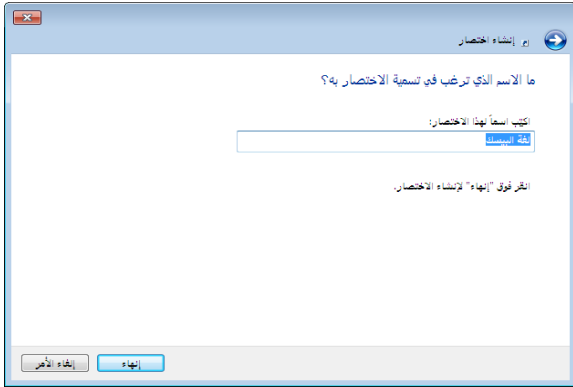 إنشاء اختصار
ما الاسم الذي ترغب في تسمية الاختصار به؟
اكتب اسماً لهذا الاختصار:
لغة البيسك
انقر فوق "إنهاء" لإنشاء الاختصار.
إنهاء
إلغاء الأمر